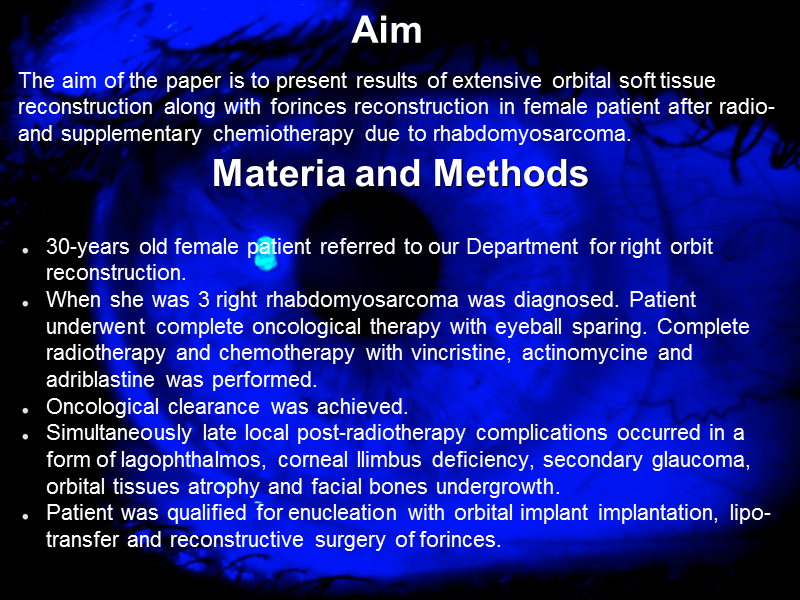 Aim
The aim of the paper is to present results of extensive orbital soft tissue
reconstruction along with forinces reconstruction in female patient after radio-
and supplementary chemiotherapy due to rhabdomyosarcoma.
Materia and Methods
• 30-years old female patient referred to our Department for right orbit
reconstruction.
• When she was 3 right rhabdomyosarcoma was diagnosed. Patient
underwent complete oncological therapy with eyeball sparing. Complete
radiotherapy and chemotherapy with vincristine, actinomycine and
adriblastine was performed.
• Oncological clearance was achieved.
• Simultaneously late local post-radiotherapy complications occurred in a
form of lagophthalmos, corneal llimbus deficiency, secondary glaucoma,
orbital tissues atrophy and facial bones undergrowth.
• Patient was qualified for enucleation with orbital implant implantation, lipo-
transfer and reconstructive surgery of forinces.